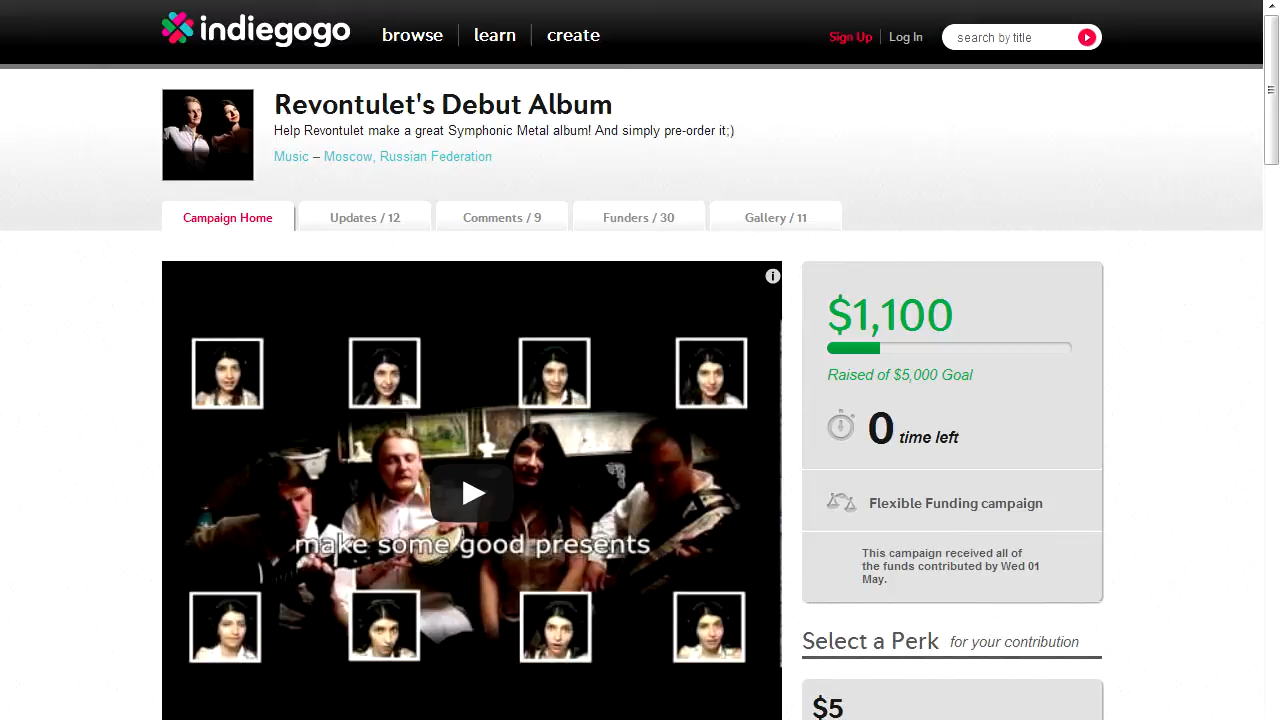 indiegogo browse learn create Sign Up Log In search by title
Revontulet's Debut Album
Help Revontulet make a great Symphonic Metal album! And simply pre-order it;)
Music – Moscow, Russian Federation
Campaign Home Updates / 12 Comments / 9 Funders / 30 Gallery / 11
make some good presents
$1,100
Raised of $5,000 Goal
0 time left
Flexible Funding campaign
This campaign received all of
the funds contributed by Wed 01
May.
Select a Perk for your contribution
$5